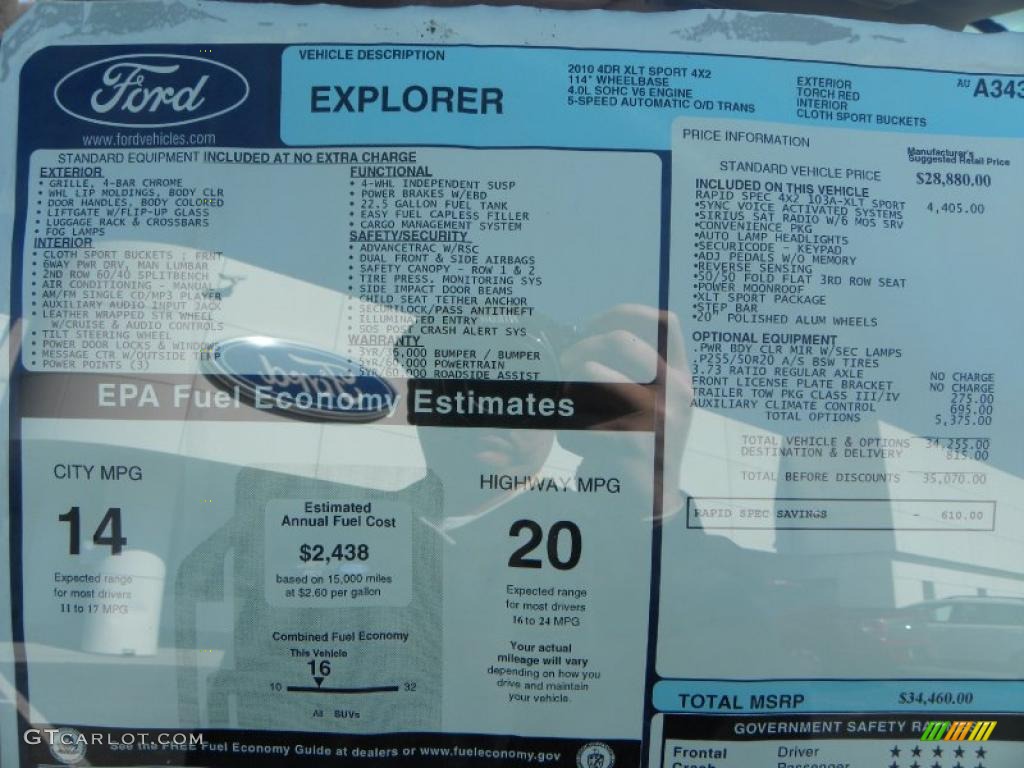 Ford
www.fordvehicles.com
VEHICLE DESCRIPTION
EXPLORER
2010 4DR XLT SPORT 4X2
114" WHEELBASE
4.0L SOHC V6 ENGINE
5-SPEED AUTOMATIC O/D TRANS
EXTERIOR
TORCH RED
INTERIOR
CLOTH SPORT BUCKETS
AU A343
STANDARD EQUIPMENT INCLUDED AT NO EXTRA CHARGE
EXTERIOR
• GRILLE, 4-BAR CHROME
• WHL LIP MOLDINGS, BODY CLR
• DOOR HANDLES, BODY COLORED
• LIFTGATE W/FLIP-UP GLASS
• LUGGAGE RACK & CROSSBARS
• FOG LAMPS
INTERIOR
• CLOTH SPORT BUCKETS ; FRNT
• 6WAY PWR DRV, MAN LUMBAR
• 2ND ROW 60/40 SPLITBENCH
• AIR CONDITIONING - MANUAL
• AM/FM SINGLE CD/MP3 PLAYER
• AUXILIARY AUDIO INPUT JACK
• LEATHER WRAPPED STR WHEEL
W/CRUISE & AUDIO CONTROLS
• TILT STEERING WHEEL
• POWER DOOR LOCKS & WINDOWS
• MESSAGE CTR W/OUTSIDE TEMP
• POWER POINTS (3)
FUNCTIONAL
• 4-WHL INDEPENDENT SUSP
• POWER BRAKES W/EBD
• 22.5 GALLON FUEL TANK
• EASY FUEL CAPLESS FILLER
• CARGO MANAGEMENT SYSTEM
SAFETY/SECURITY
• ADVANCETRAC W/RSC
• DUAL FRONT & SIDE AIRBAGS
• SAFETY CANOPY - ROW 1 & 2
• TIRE PRESS. MONITORING SYS
• SIDE IMPACT DOOR BEAMS
• CHILD SEAT TETHER ANCHOR
• SECURILOCK/PASS ANTITHEFT
• ILLUMINATED ENTRY
• SOS POST CRASH ALERT SYS
WARRANTY
• 3YR/36,000 BUMPER / BUMPER
• 5YR/60,000 POWERTRAIN
• 5YR/60,000 ROADSIDE ASSIST
PRICE INFORMATION
Manufacturer's
Suggested Retail Price
STANDARD VEHICLE PRICE $28,880.00
INCLUDED ON THIS VEHICLE
RAPID SPEC 4X2 103A-XLT SPORT 4,405.00
•SYNC VOICE ACTIVATED SYSTEMS
•SIRIUS SAT RADIO W/6 MOS SRV
•CONVENIENCE PKG
•AUTO LAMP HEADLIGHTS
•SECURICODE - KEYPAD
•ADJ PEDALS W/O MEMORY
•REVERSE SENSING
•50/50 FOLD FLAT 3RD ROW SEAT
•POWER MOONROOF
•XLT SPORT PACKAGE
•STEP BAR
•20" POLISHED ALUM WHEELS
OPTIONAL EQUIPMENT
.PWR BDY CLR MIR W/SEC LAMPS
.P255/50R20 A/S BSW TIRES
3.73 RATIO REGULAR AXLE NO CHARGE
FRONT LICENSE PLATE BRACKET NO CHARGE
TRAILER TOW PKG CLASS III/IV 275.00
AUXILIARY CLIMATE CONTROL 695.00
TOTAL OPTIONS 5,375.00
TOTAL VEHICLE & OPTIONS 34,255.00
DESTINATION & DELIVERY 815.00
TOTAL BEFORE DISCOUNTS 35,070.00
RAPID SPEC SAVINGS - 610.00
EPA Fuel Economy Estimates
CITY MPG
14
Expected range
for most drivers
11 to 17 MPG
Estimated
Annual Fuel Cost
$2,438
based on 15,000 miles
at $2.60 per gallon
Combined Fuel Economy
This Vehicle
16
10 32
All SUVs
HIGHWAY MPG
20
Expected range
for most drivers
16 to 24 MPG
Your actual
mileage will vary
depending on how you
drive and maintain
your vehicle.
See the FREE Fuel Economy Guide at dealers or www.fueleconomy.gov
TOTAL MSRP $34,460.00
GOVERNMENT SAFETY RA
Frontal Driver ★ ★ ★ ★ ★
Crash Passenger ★ ★ ★ ★ ★
GTCARLOT.COM